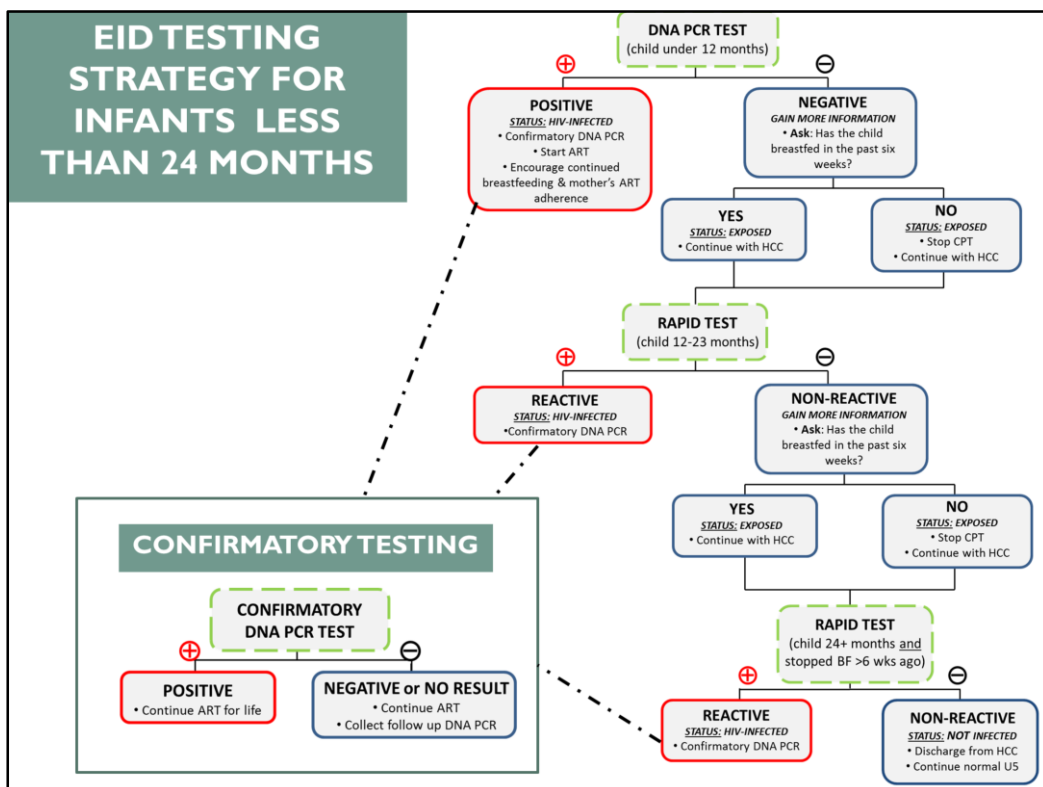 EID TESTING
STRATEGY FOR
INFANTS LESS
THAN 24 MONTHS
DNA PCR TEST
(child under 12 months)
POSITIVE
STATUS: HIV-INFECTED
• Confirmatory DNA PCR
• Start ART
• Encourage continued
breastfeeding & mother's ART
adherence
NEGATIVE
GAIN MORE INFORMATION
• Ask: Has the child
breastfed in the past six
weeks?
YES
STATUS: EXPOSED
• Continue with HCC
NO
STATUS: EXPOSED
• Stop CPT
• Continue with HCC
RAPID TEST
(child 12-23 months)
REACTIVE
STATUS: HIV-INFECTED
•Confirmatory DNA PCR
NON-REACTIVE
GAIN MORE INFORMATION
• Ask: Has the child
breastfed in the past six
weeks?
YES
STATUS: EXPOSED
• Continue with HCC
NO
STATUS: EXPOSED
• Stop CPT
• Continue with HCC
RAPID TEST
(child 24+ months and
stopped BF >6 wks ago)
REACTIVE
STATUS: HIV-INFECTED
• Confirmatory DNA PCR
NON-REACTIVE
STATUS: NOT INFECTED
• Discharge from HCC
• Continue normal U5
CONFIRMATORY TESTING
CONFIRMATORY
DNA PCR TEST
POSITIVE
• Continue ART for life
NEGATIVE or NO RESULT
• Continue ART
• Collect follow up DNA PCR